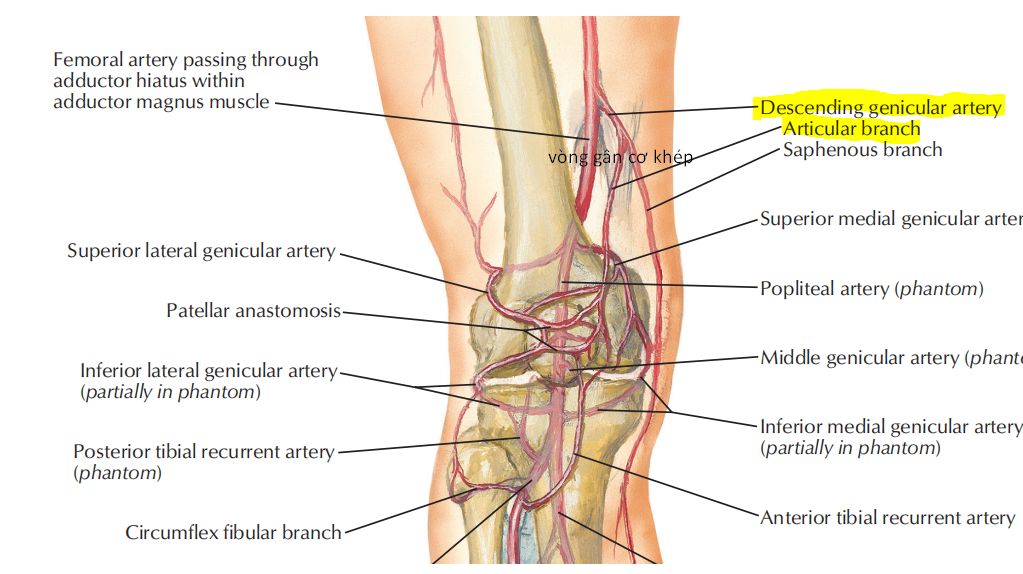 Femoral artery passing through
adductor hiatus within
adductor magnus muscle
Descending genicular artery
Articular branch
vòng gân cơ khép
Saphenous branch
Superior medial genicular
Superior lateral genicular artery
Popliteal artery (phantom)
Patellar anastomosis
Middle genicular artery
Inferior lateral genicular artery
(partially in phantom)
Inferior medial genicular artery
(partially in phantom)
Posterior tibial recurrent artery
(phantom)
Anterior tibial recurrent artery
Circumflex fibular branch